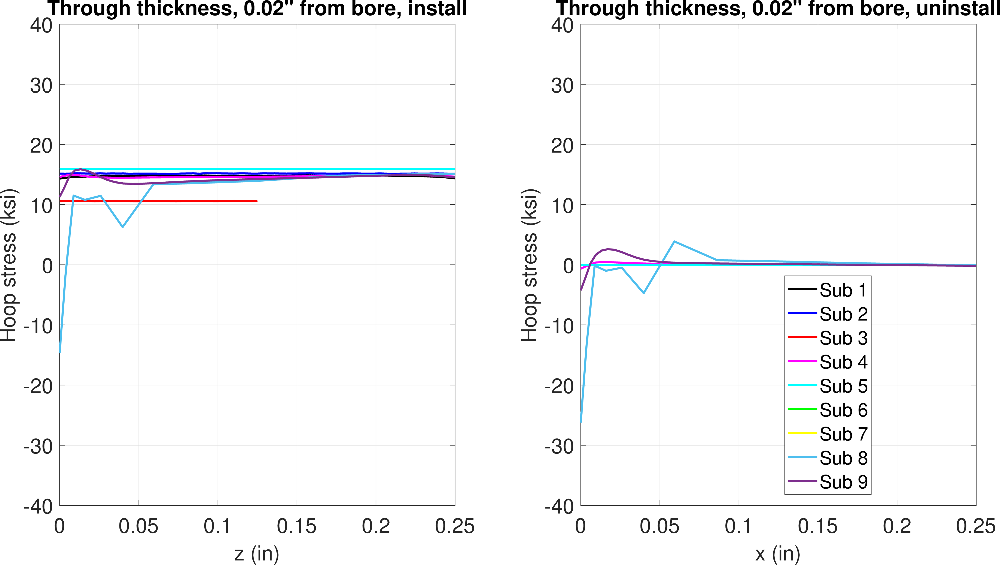 Through thickness, 0.02" from bore, install
40
30
20
10
0
-10
-20
-30
-40
Hoop stress (ksi)
0 0.05 0.1 0.15 0.2 0.25
z (in)
Through thickness, 0.02" from bore, uninstall
40
30
20
10
0
-10
-20
-30
-40
Hoop stress (ksi)
Sub 1
Sub 2
Sub 3
Sub 4
Sub 5
Sub 6
Sub 7
Sub 8
Sub 9
0 0.05 0.1 0.15 0.2 0.25
x (in)